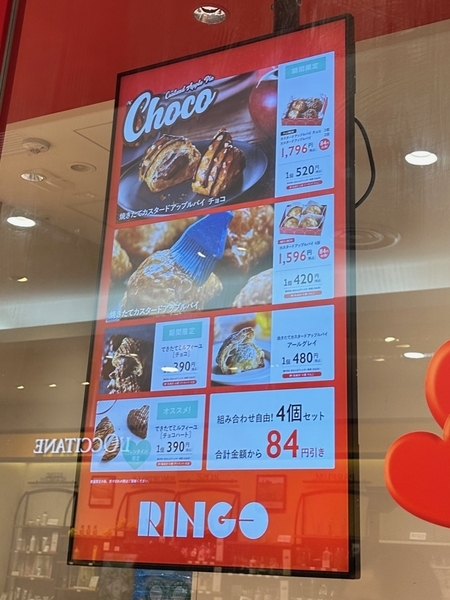 Custard Apple Pie
Choco
焼きたてカスタードアップルパイ チョコ
期間限定
1,796円
1個 520円
焼きたてカスタードアップルパイ
1,596円
1個 420円
期間限定
できたてミルフィーユ
[チョコ]
390
焼きたてカスタードアップルパイ
アールグレイ
1個 480円
オススメ!
できたてミルフィーユ
[チョコハート]
1個 390円
組み合わせ自由! 4個セット
合計金額から 84円引き
RINGO
L'OCCITANE